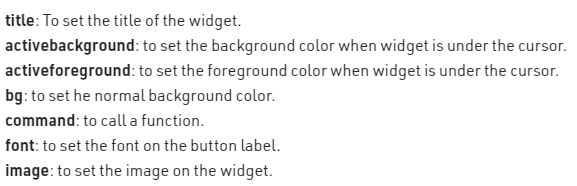 title: To set the title of the widget.
activebackground: to set the background color when widget is under the cursor.
activeforeground: to set the foreground color when widget is under the cursor.
bg: to set he normal background color.
command: to call a function.
font: to set the font on the button label.
image: to set the image on the widget.